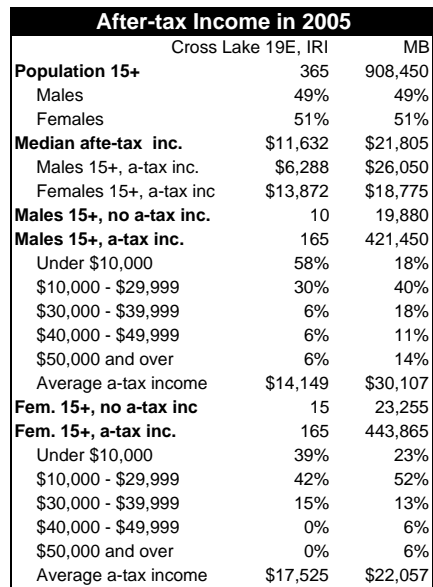 After-tax Income in 2005
Cross Lake 19E, IRI MB
Population 15+ 365 908,450
Males 49% 49%
Females 51% 51%
Median afte-tax inc. $11,632 $21,805
Males 15+, a-tax inc. $6,288 $26,050
Females 15+, a-tax inc $13,872 $18,775
Males 15+, no a-tax inc. 10 19,880
Males 15+, a-tax inc. 165 421,450
Under $10,000 58% 18%
$10,000 - $29,999 30% 40%
$30,000 - $39,999 6% 18%
$40,000 - $49,999 6% 11%
$50,000 and over 6% 14%
Average a-tax income $14,149 $30,107
Fem. 15+, no a-tax inc 15 23,255
Fem. 15+, a-tax inc. 165 443,865
Under $10,000 39% 23%
$10,000 - $29,999 42% 52%
$30,000 - $39,999 15% 13%
$40,000 - $49,999 0% 6%
$50,000 and over 0% 6%
Average a-tax income $17,525 $22,057